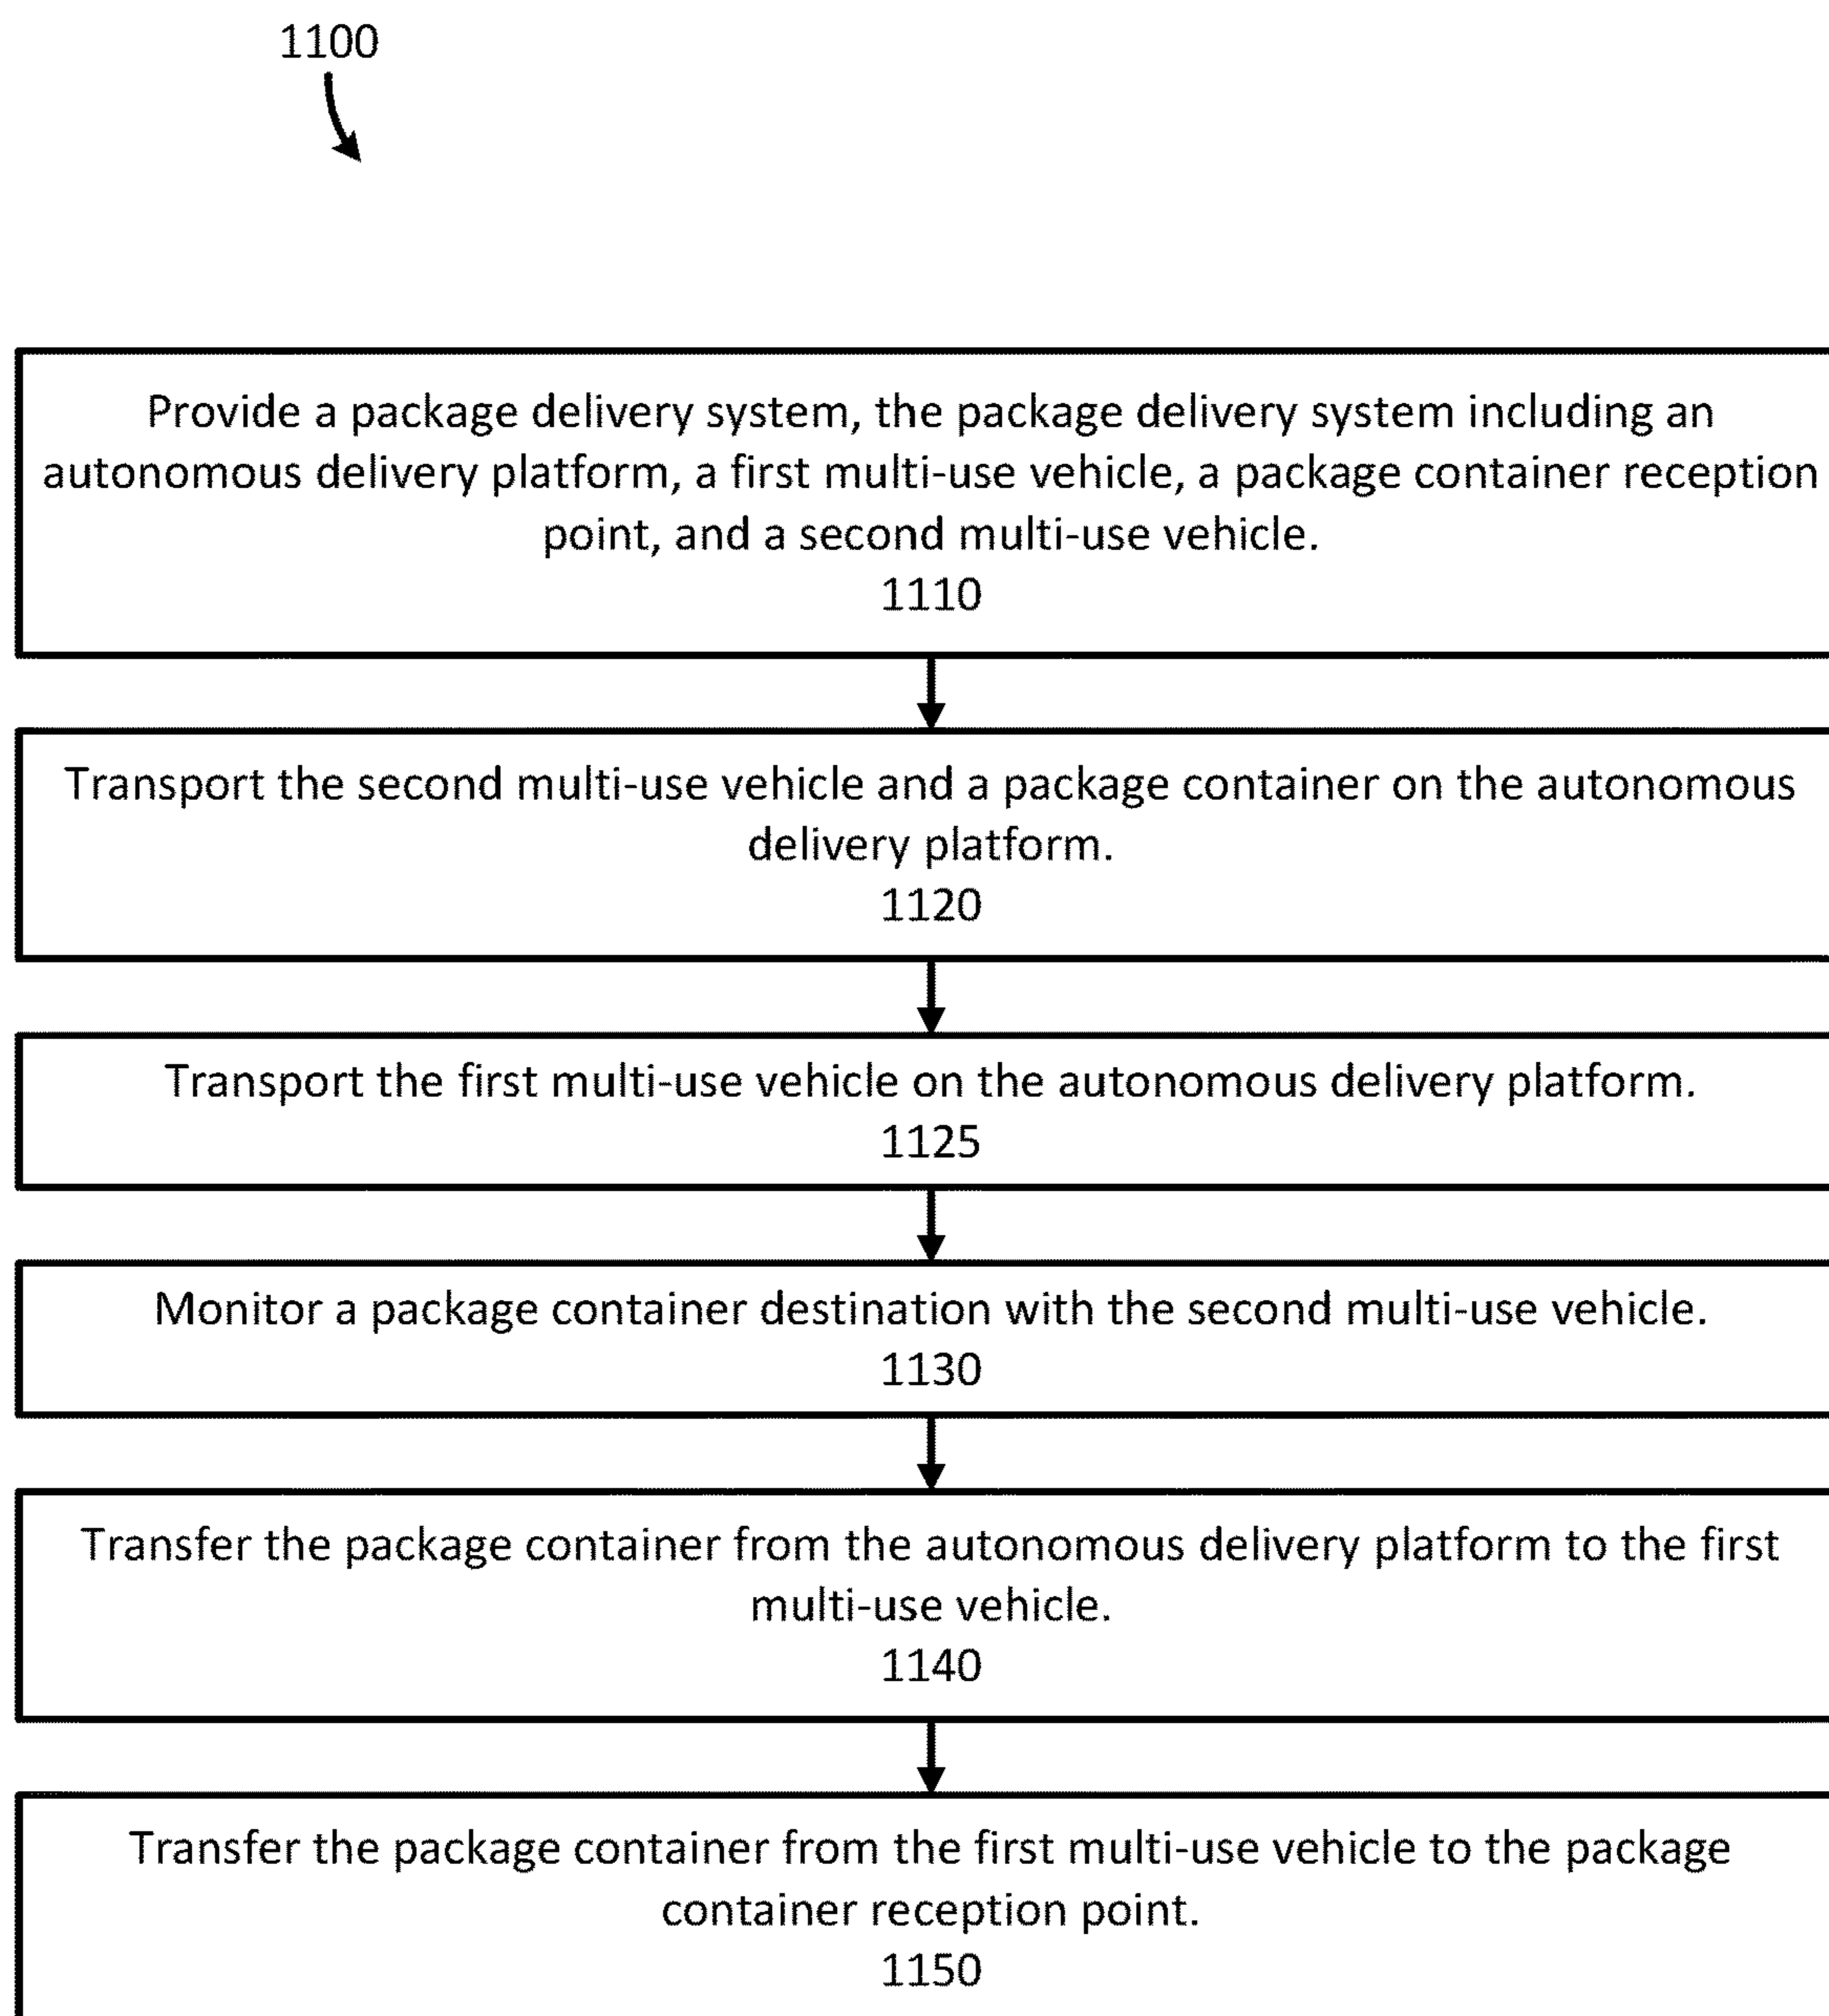 1100
Provide a package delivery system, the package delivery system including an
autonomous delivery platform, a first multi-use vehicle, a package container reception
point, and a second multi-use vehicle.
1110
Transport the second multi-use vehicle and a package container on the autonomous
delivery platform.
1120
Transport the first multi-use vehicle on the autonomous delivery platform.
1125
Monitor a package container destination with the second multi-use vehicle.
1130
Transfer the package container from the autonomous delivery platform to the first
multi-use vehicle.
1140
Transfer the package container from the first multi-use vehicle to the package
container reception point.
1150